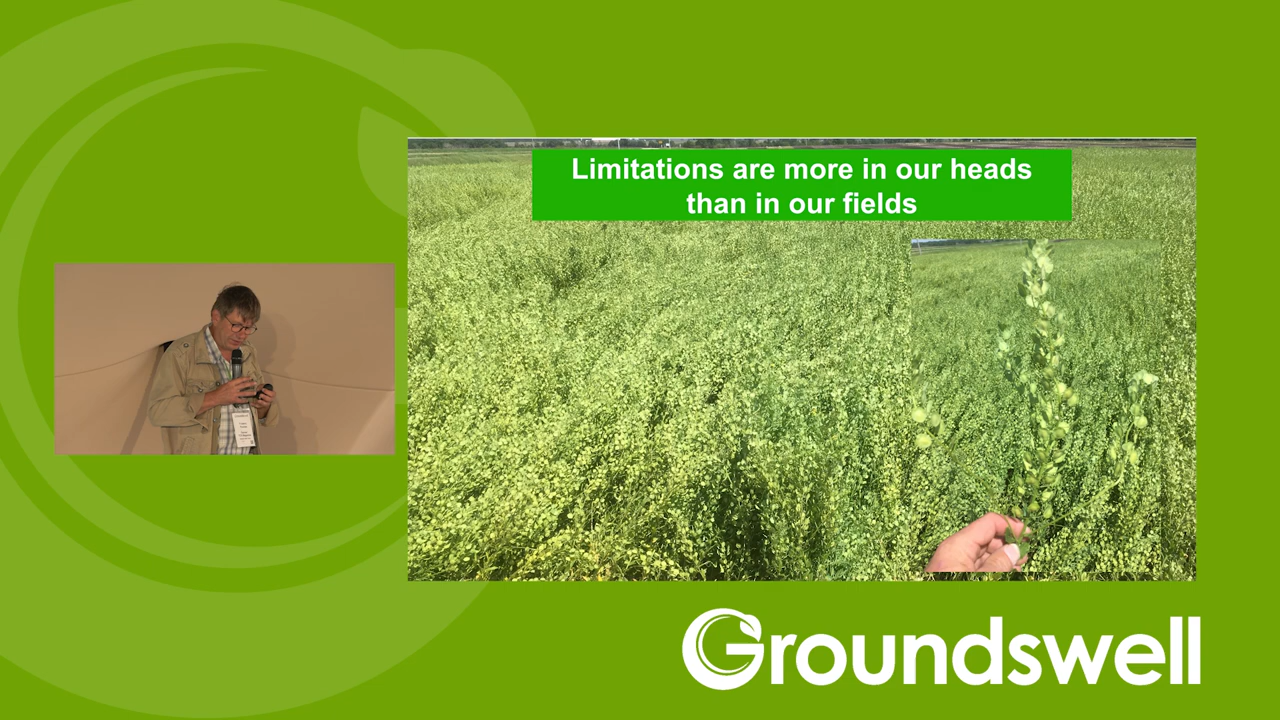 Limitations are more in our heads
than in our fields
Groundswell